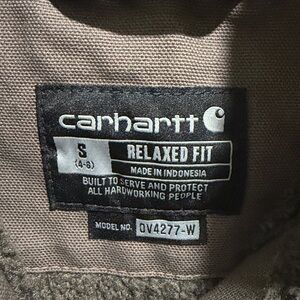 carhartt
S
(4-6)
RELAXED FIT
MADE IN INDONESIA
BUILT TO SERVE AND PROTECT
ALL HARDWORKING PEOPLE
MODEL NO. OV4277-W